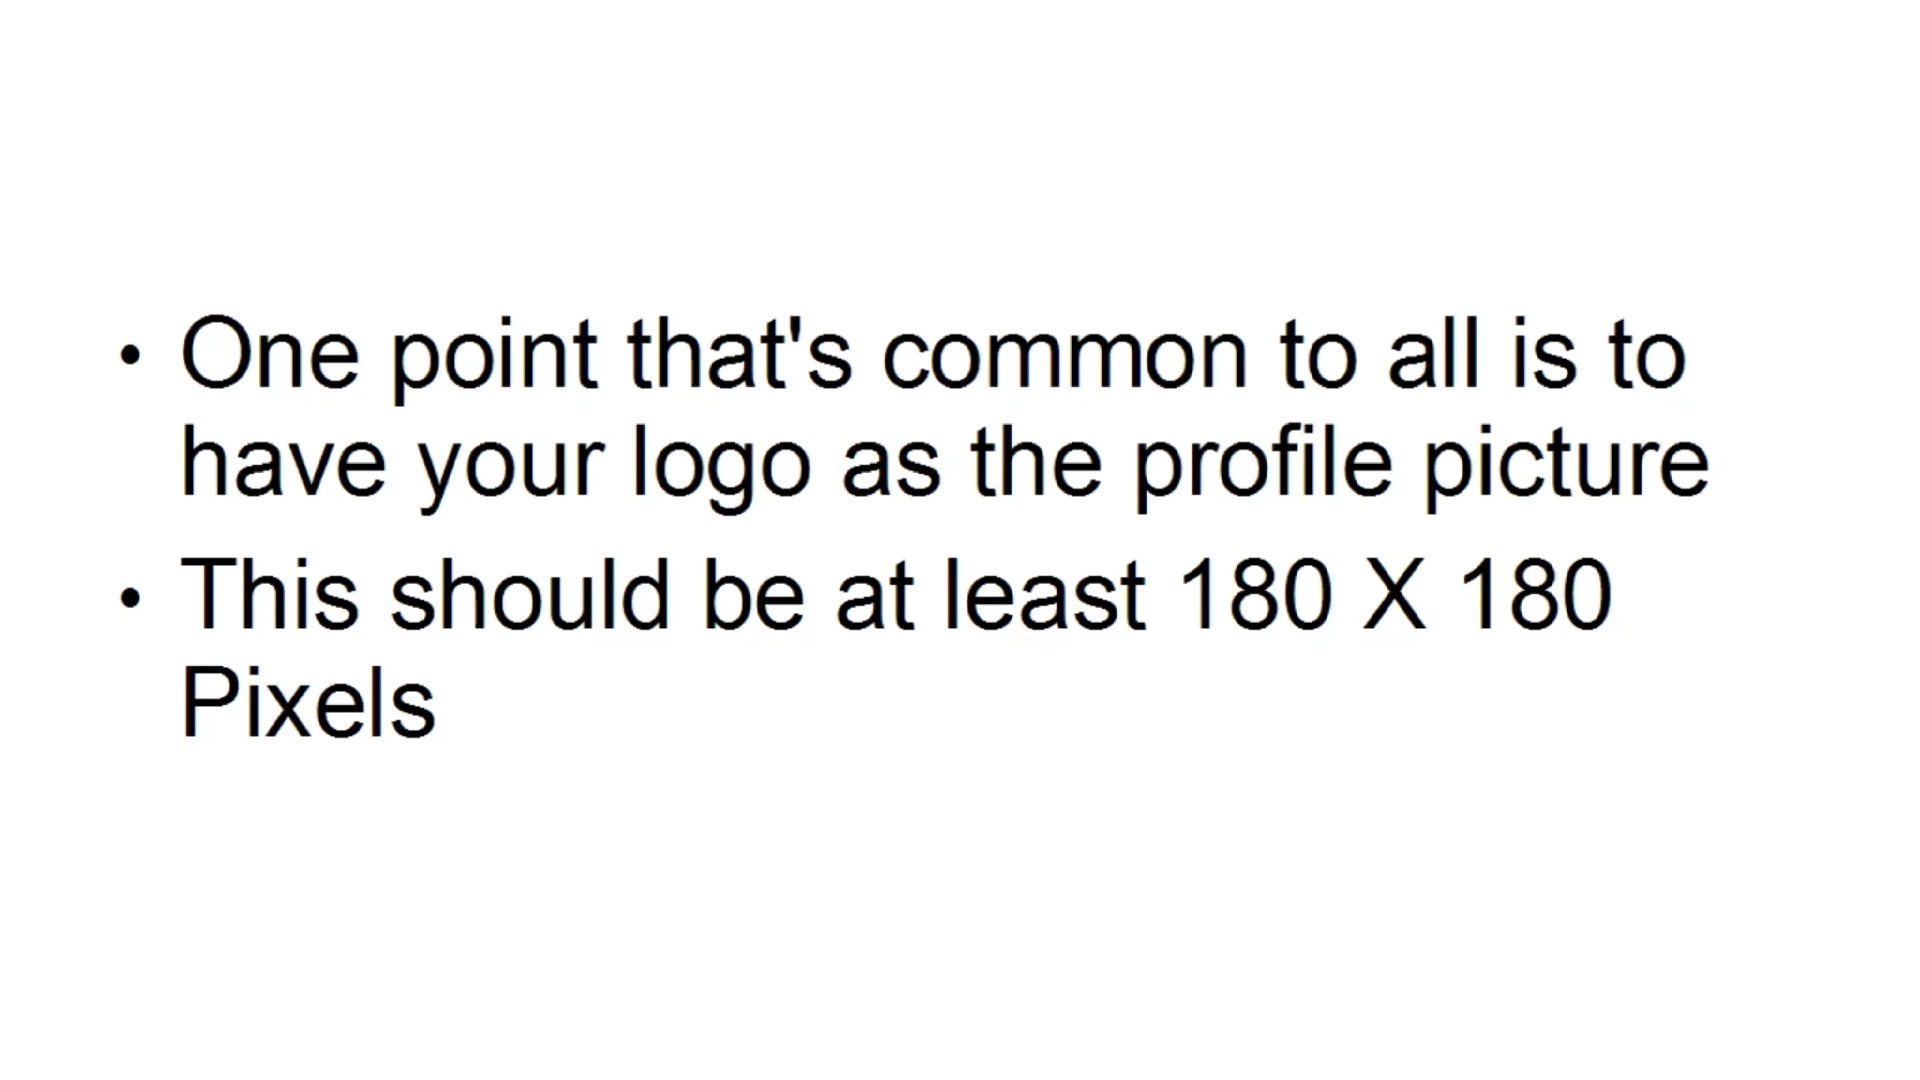 • One point that's common to all is to
have your logo as the profile picture
• This should be at least 180 X 180
Pixels